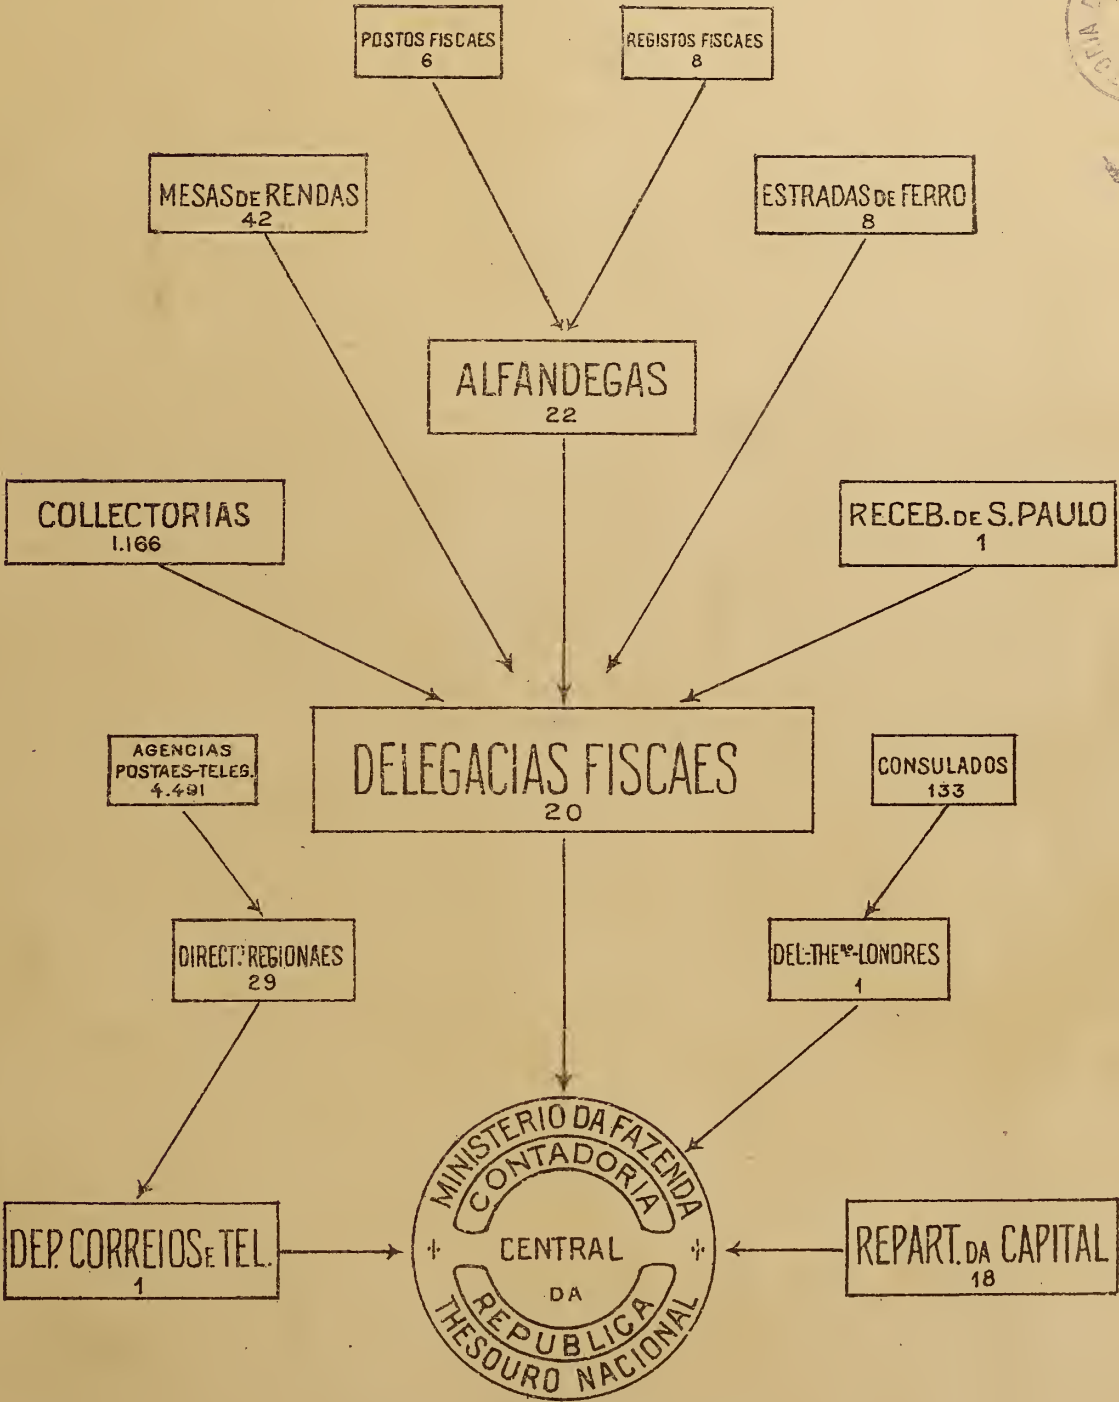 POSTOS FISCAES
6
REGISTOS FISCAES
8
MESAS DE RENDAS
42
ESTRADAS DE FERRO
8
ALFANDEGAS
22
COLLECTORIAS
1.166
RECEB. DE S. PAULO
1
DELEGACIAS FISCAES
20
AGENCIAS
POSTAES-TELEG.
4.491
CONSULADOS
133
DIRECT.ˢ REGIONAES
29
DEL: THEʳᵒ-LONDRES
1
DEP. CORREIOS E TEL.
1
REPART. DA CAPITAL
18
MINISTERIO DA FAZENDA
CONTADORIA
CENTRAL
DA
REPUBLICA
THESOURO NACIONAL